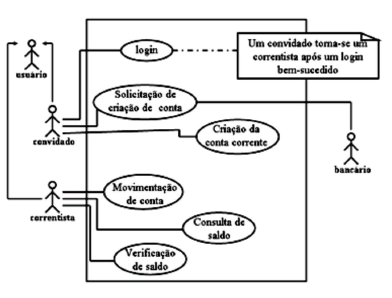 login
Um convidado torna-se um
correntista após um login
bem-sucedido
usuário
Solicitação de
criação de conta
convidado
Criação da
conta corrente
bancário
Movimentação
de conta
correntista
Consulta de
saldo
Verificação
de saldo